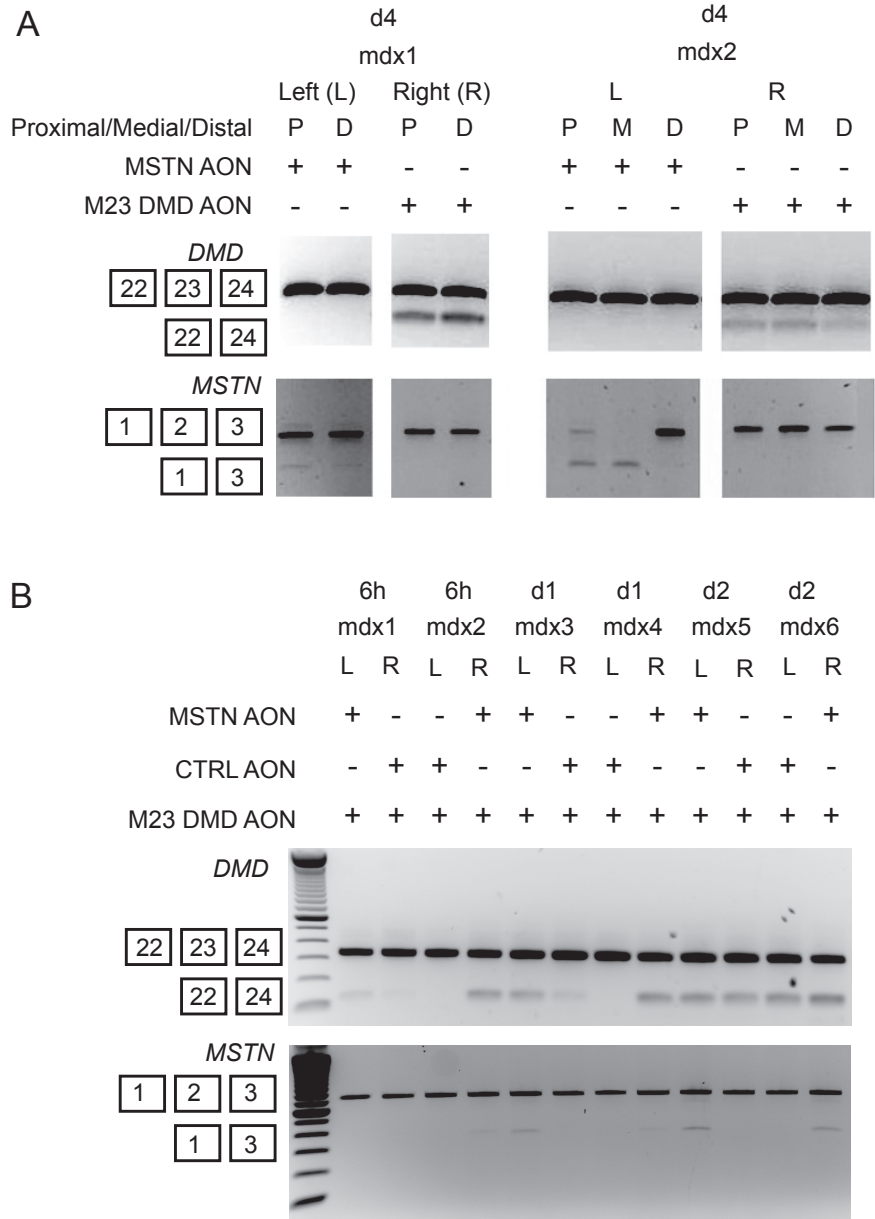 A
d4 d4
mdx1 mdx2
Left (L) Right (R) L R
Proximal/Medial/Distal P D P D P M D P M D
MSTN AON + + - - + + + - - -
M23 DMD AON - - + + - - - + + +
DMD
22 23 24
22 24
MSTN
1 2 3
1 3
B
6h 6h d1 d1 d2 d2
mdx1 mdx2 mdx3 mdx4 mdx5 mdx6
L R L R L R L R L R L R
MSTN AON + - - + + - - + + - - +
CTRL AON - + + - - + + - - + + -
M23 DMD AON + + + + + + + + + + + +
DMD
22 23 24
22 24
MSTN
1 2 3
1 3